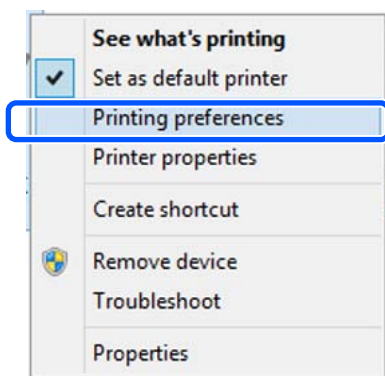 See what's printing
Set as default printer
Printing preferences
Printer properties
Create shortcut
Remove device
Troubleshoot
Properties